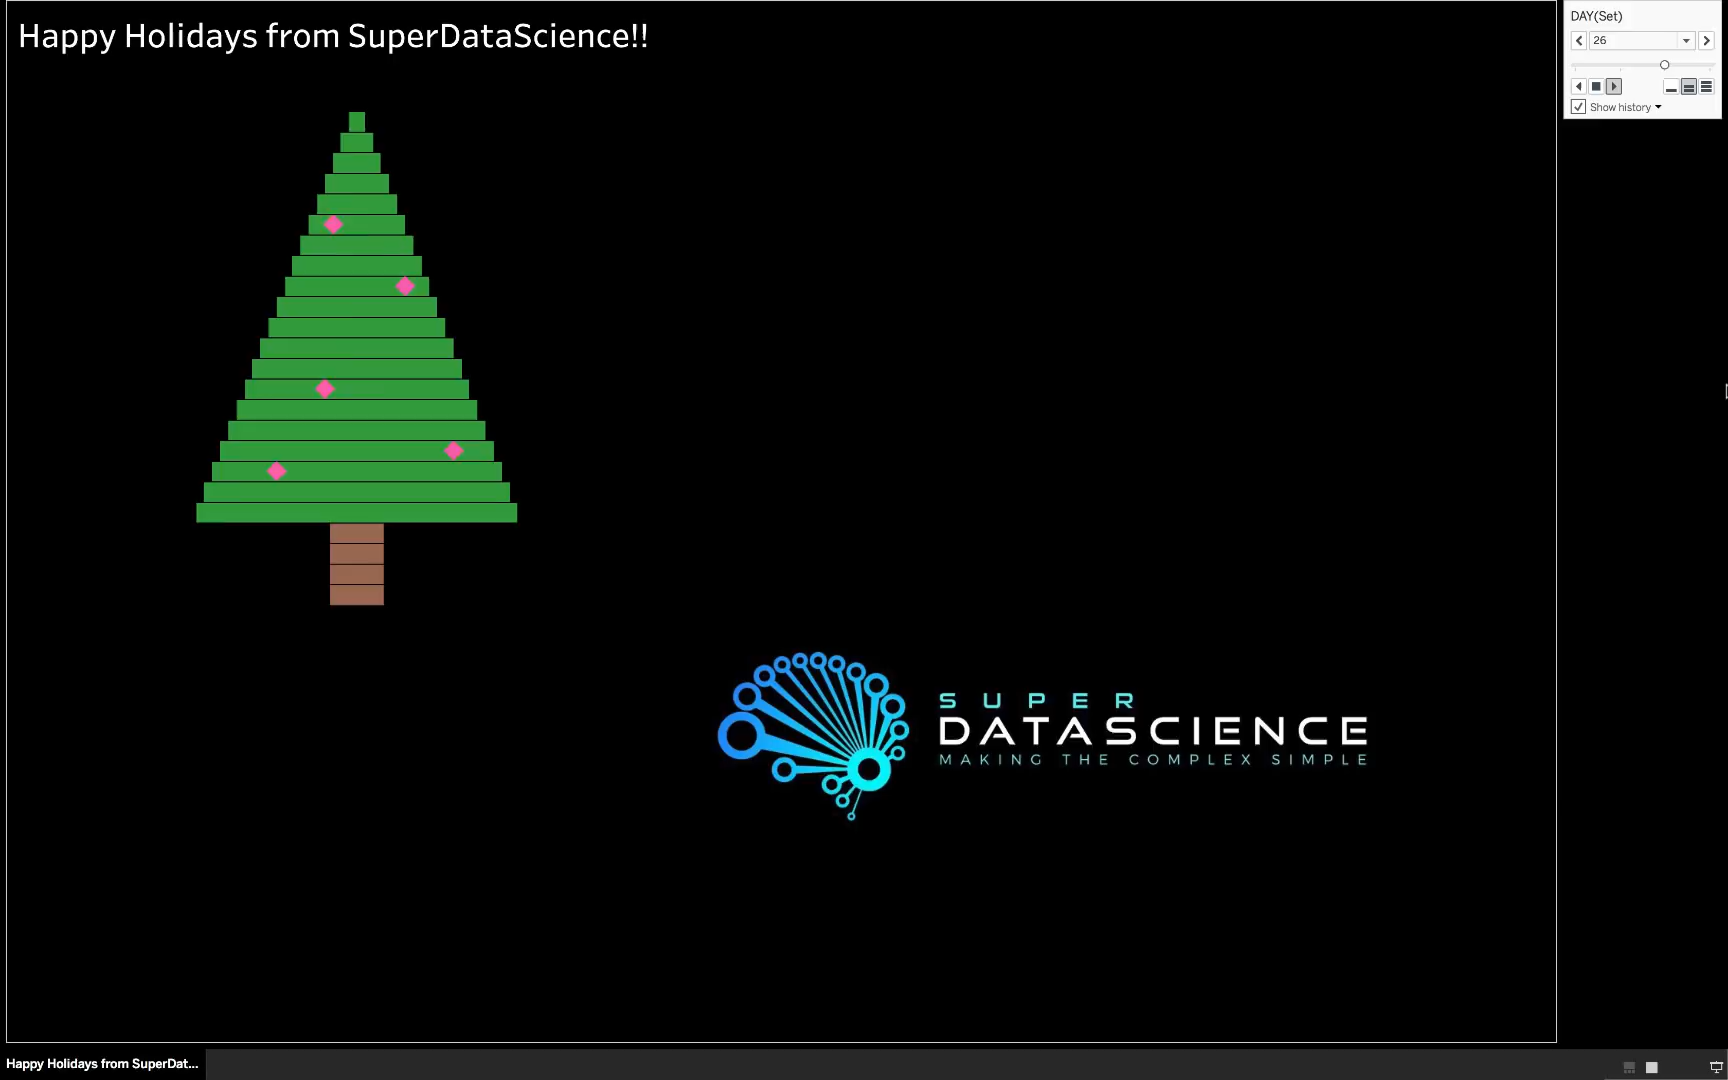 Happy Holidays from SuperDataScience!!
DAY(Set)
26
Show history
SUPER
DATASCIENCE
MAKING THE COMPLEX SIMPLE
Happy Holidays from SuperDat...